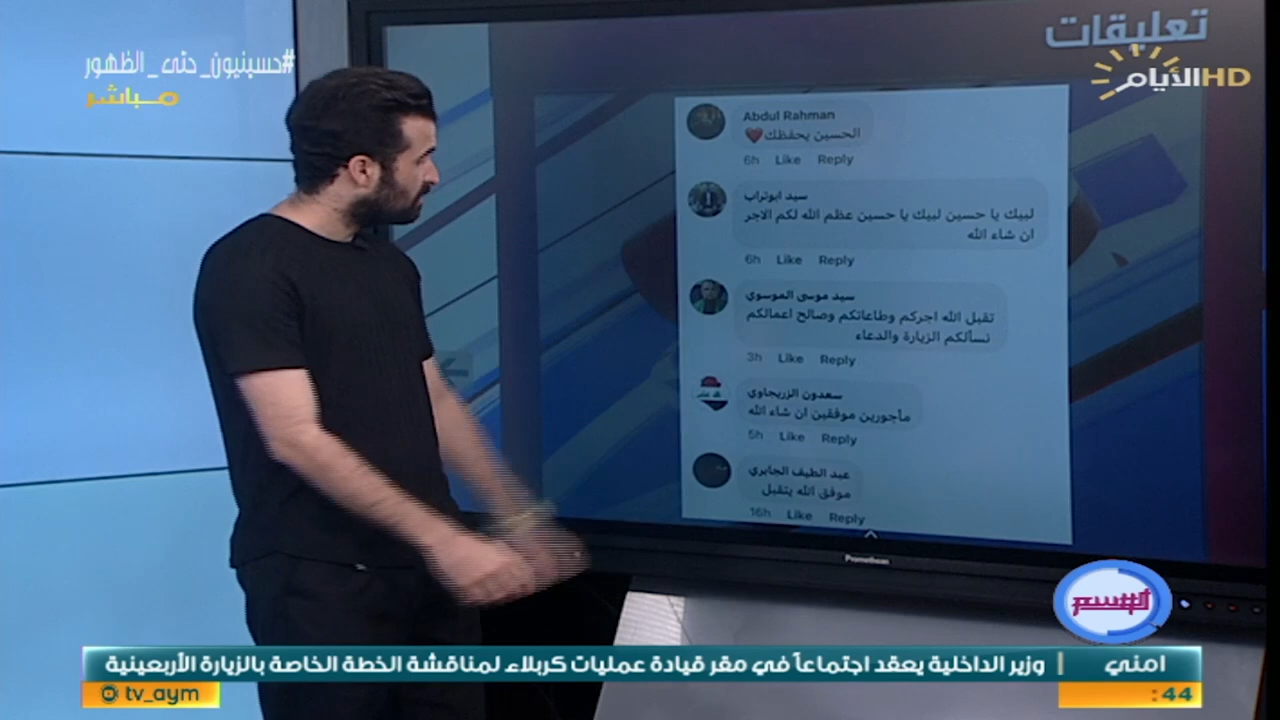 تعليقات
الأيام HD
#حسينيون_حتى_الظهور
مباشر
Abdul Rahman
الحسين يحفظك❤️
6h Like Reply
سيد ابوتراب
لبيك يا حسين لبيك يا حسين عظم الله لكم الاجر
ان شاء الله
6h Like Reply
سيد موسى الموسوي
تقبل الله اجركم وطاعاتكم وصالح اعمالكم
نسألكم الزيارة والدعاء
3h Like Reply
سعدون الزريجاوي
مأجورين موفقين ان شاء الله
5h Like Reply
عبد الطيف الجابري
موفق الله يتقبل
16h Like Reply
Promethean
امني | وزير الداخلية يعقد اجتماعاً في مقر قيادة عمليات كربلاء لمناقشة الخطة الخاصة بالزيارة الأربعينية
tv_aym
:44